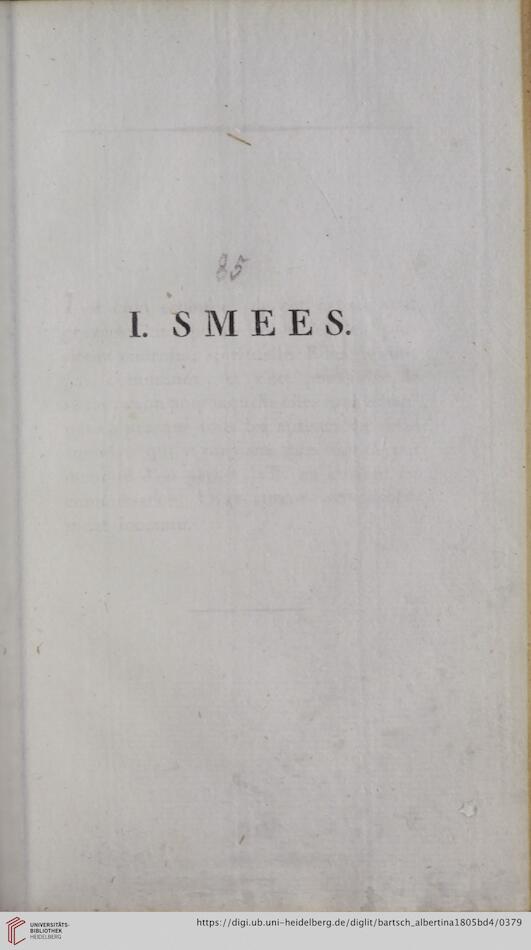 85
I. SMEES.
UNIVERSITÄTS-
BIBLIOTHEK
HEIDELBERG
https://digi.ub.uni-heidelberg.de/diglit/bartsch_albertina1805bd4/0379